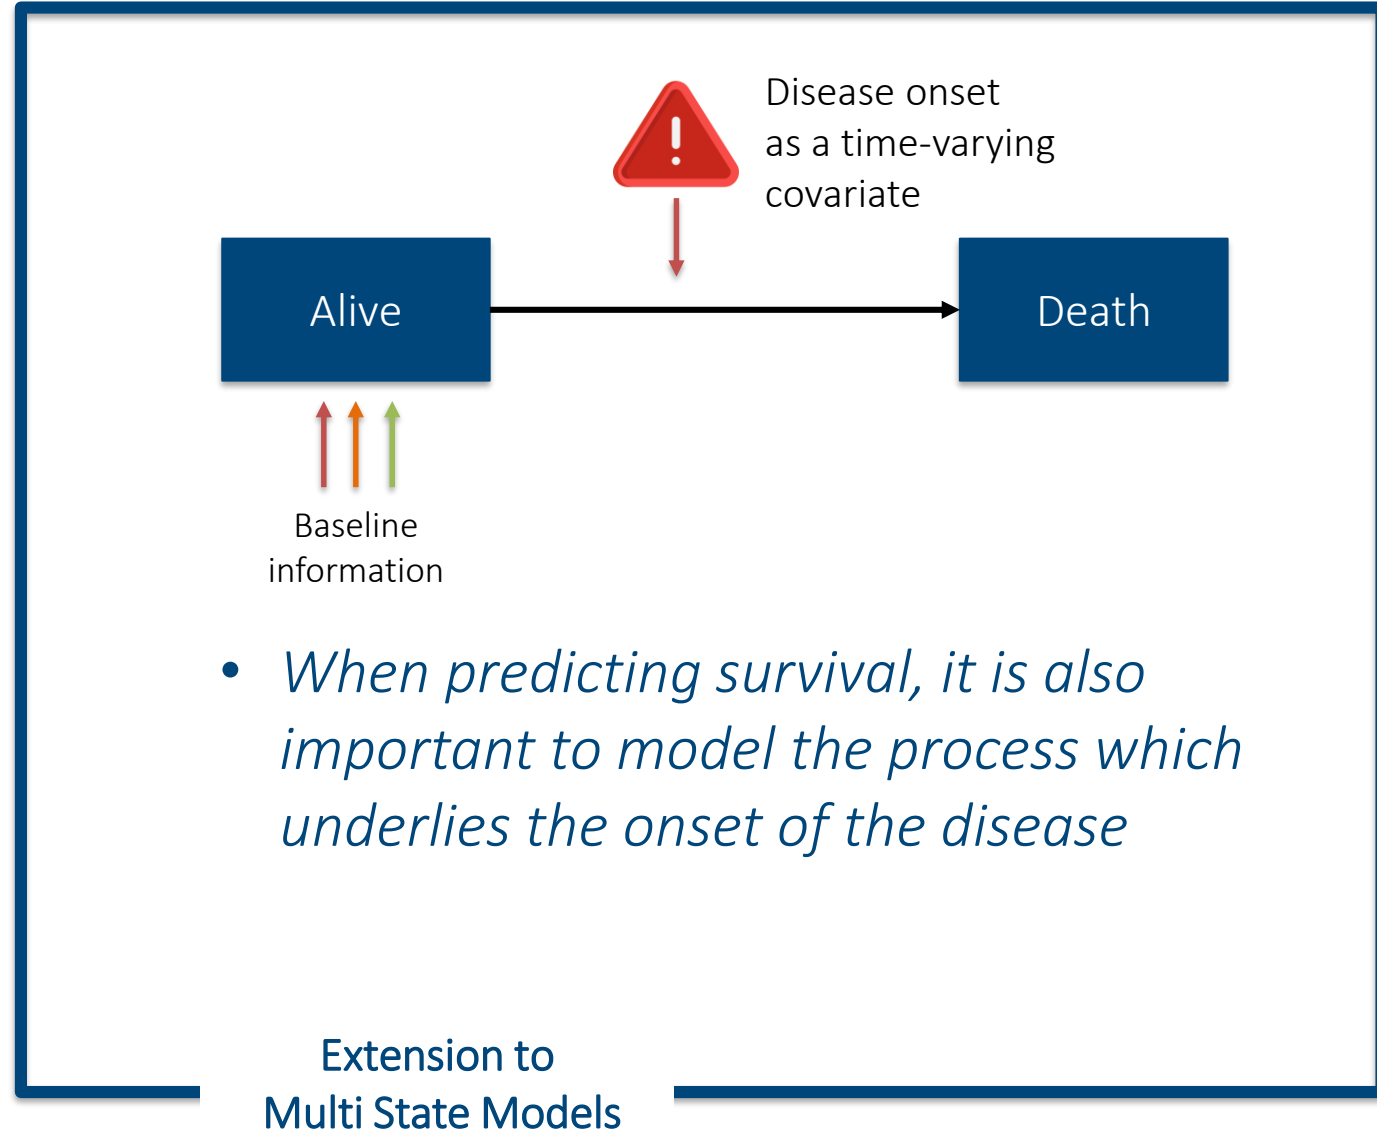 Disease onset
as a time-varying
covariate
Alive
Death
Baseline
information
• When predicting survival, it is also
important to model the process which
underlies the onset of the disease
Extension to
Multi State Models